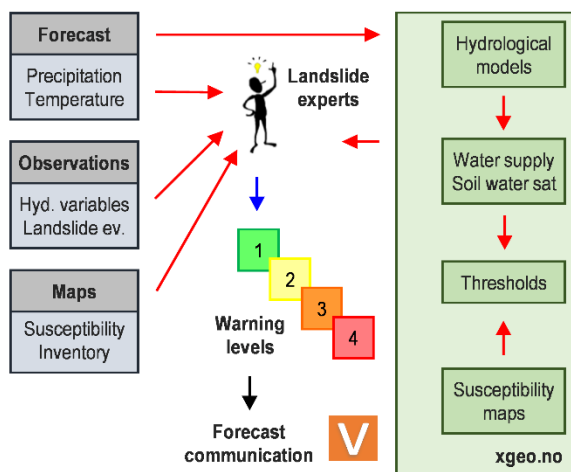 Forecast
Precipitation
Temperature
Observations
Hyd. variables
Landslide ev.
Maps
Susceptibility
Inventory
Landslide
experts
1
2
3
4
Warning
levels
Forecast
communication
V
Hydrological
models
Water supply
Soil water sat
Thresholds
Susceptibility
maps
xgeo.no